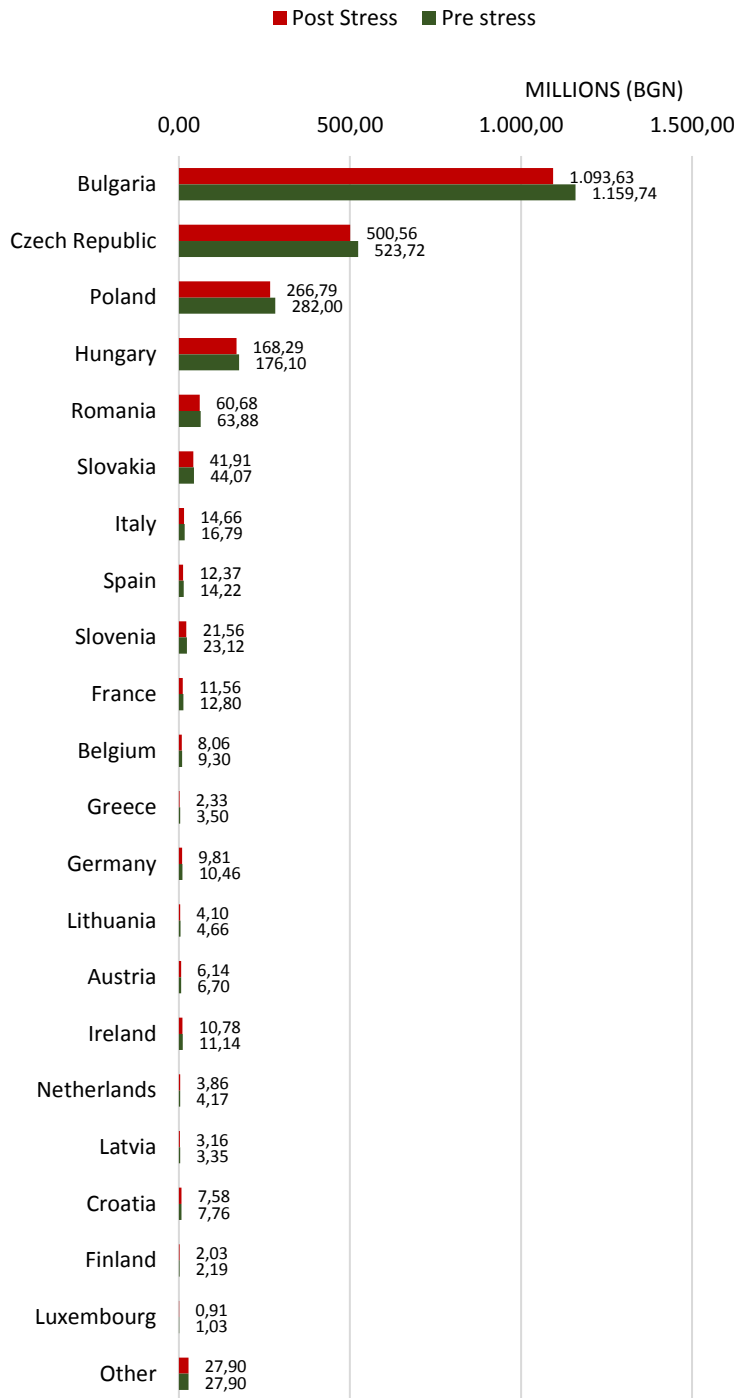 Post Stress Pre stress
MILLIONS (BGN)
0,00 500,00 1.000,00 1.500,00
Bulgaria 1.093,63
1.159,74
Czech Republic 500,56
523,72
Poland 266,79
282,00
Hungary 168,29
176,10
Romania 60,68
63,88
Slovakia 41,91
44,07
Italy 14,66
16,79
Spain 12,37
14,22
Slovenia 21,56
23,12
France 11,56
12,80
Belgium 8,06
9,30
Greece 2,33
3,50
Germany 9,81
10,46
Lithuania 4,10
4,66
Austria 6,14
6,70
Ireland 10,78
11,14
Netherlands 3,86
4,17
Latvia 3,16
3,35
Croatia 7,58
7,76
Finland 2,03
2,19
Luxembourg 0,91
1,03
Other 27,90
27,90